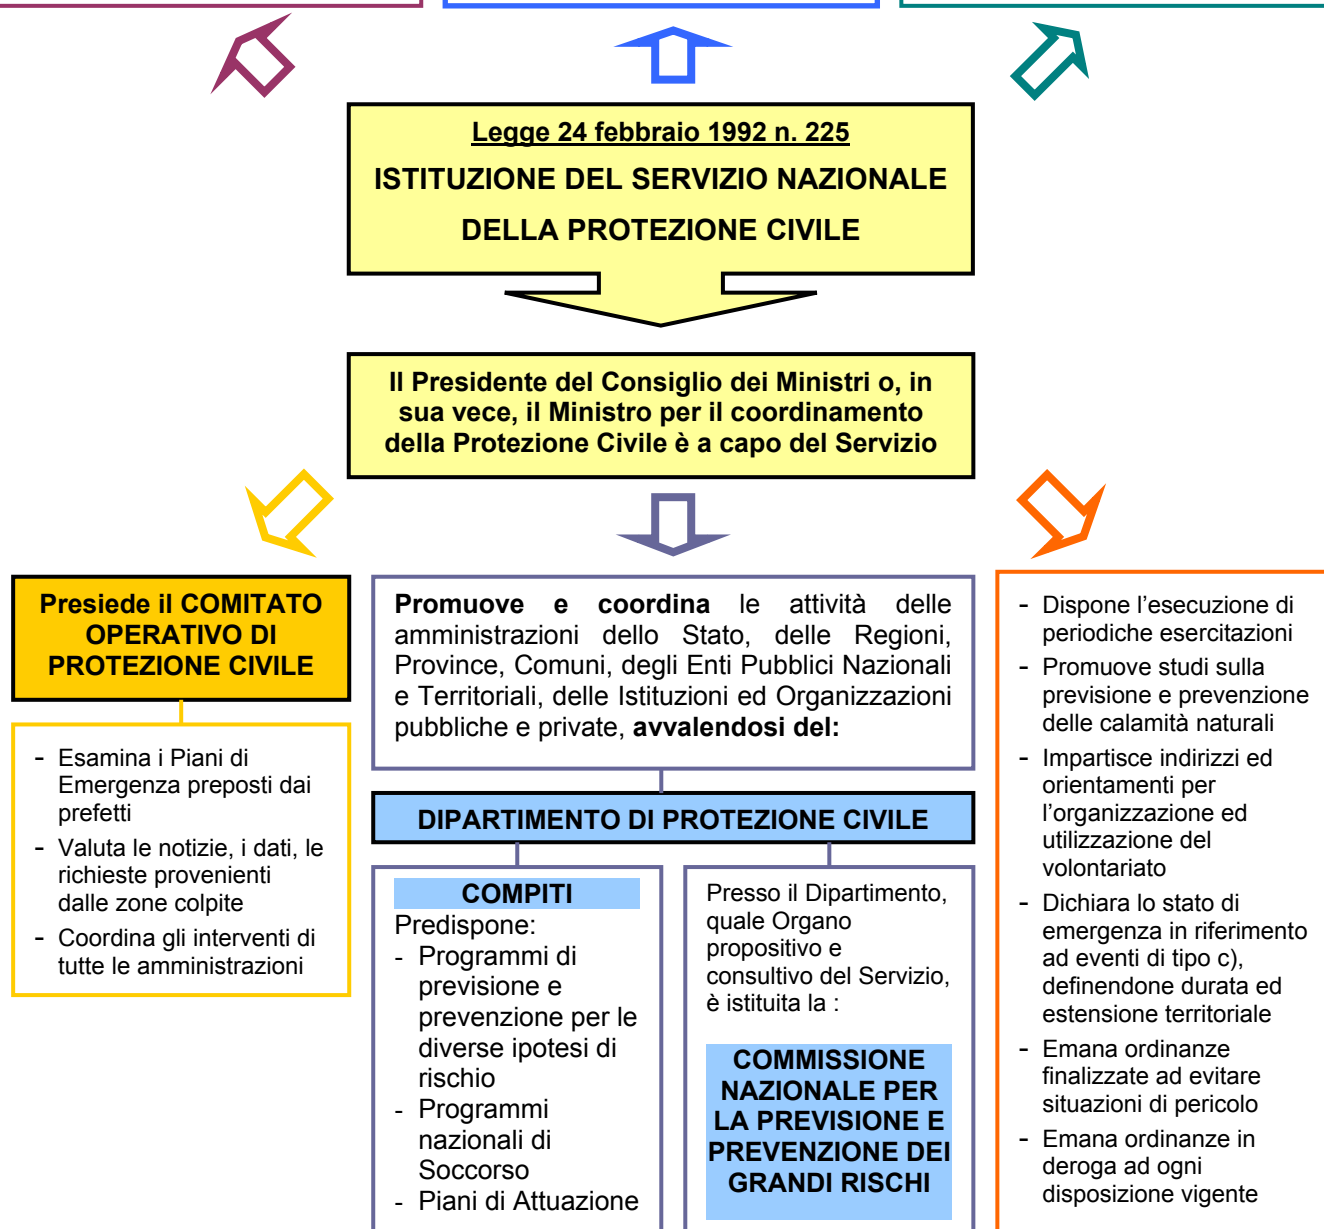 Legge 24 febbraio 1992 n. 225
ISTITUZIONE DEL SERVIZIO NAZIONALE
DELLA PROTEZIONE CIVILE
Il Presidente del Consiglio dei Ministri o, in
sua vece, il Ministro per il coordinamento
della Protezione Civile è a capo del Servizio
Presiede il COMITATO
OPERATIVO DI
PROTEZIONE CIVILE
- Esamina i Piani di
Emergenza preposti dai
prefetti
- Valuta le notizie, i dati, le
richieste provenienti
dalle zone colpite
- Coordina gli interventi di
tutte le amministrazioni
Promuove e coordina le attività delle
amministrazioni dello Stato, delle Regioni,
Province, Comuni, degli Enti Pubblici Nazionali
e Territoriali, delle Istituzioni ed Organizzazioni
pubbliche e private, avvalendosi del:
DIPARTIMENTO DI PROTEZIONE CIVILE
COMPITI
Predispone:
- Programmi di
previsione e
prevenzione per le
diverse ipotesi di
rischio
- Programmi
nazionali di
Soccorso
- Piani di Attuazione
Presso il Dipartimento,
quale Organo
propositivo e
consultivo del Servizio,
è istituita la :
COMMISSIONE
NAZIONALE PER
LA PREVISIONE E
PREVENZIONE DEI
GRANDI RISCHI
- Dispone l’esecuzione di
periodiche esercitazioni
- Promuove studi sulla
previsione e prevenzione
delle calamità naturali
- Impartisce indirizzi ed
orientamenti per
l’organizzazione ed
utilizzazione del
volontariato
- Dichiara lo stato di
emergenza in riferimento
ad eventi di tipo c),
definendone durata ed
estensione territoriale
- Emana ordinanze
finalizzate ad evitare
situazioni di pericolo
- Emana ordinanze in
deroga ad ogni
disposizione vigente